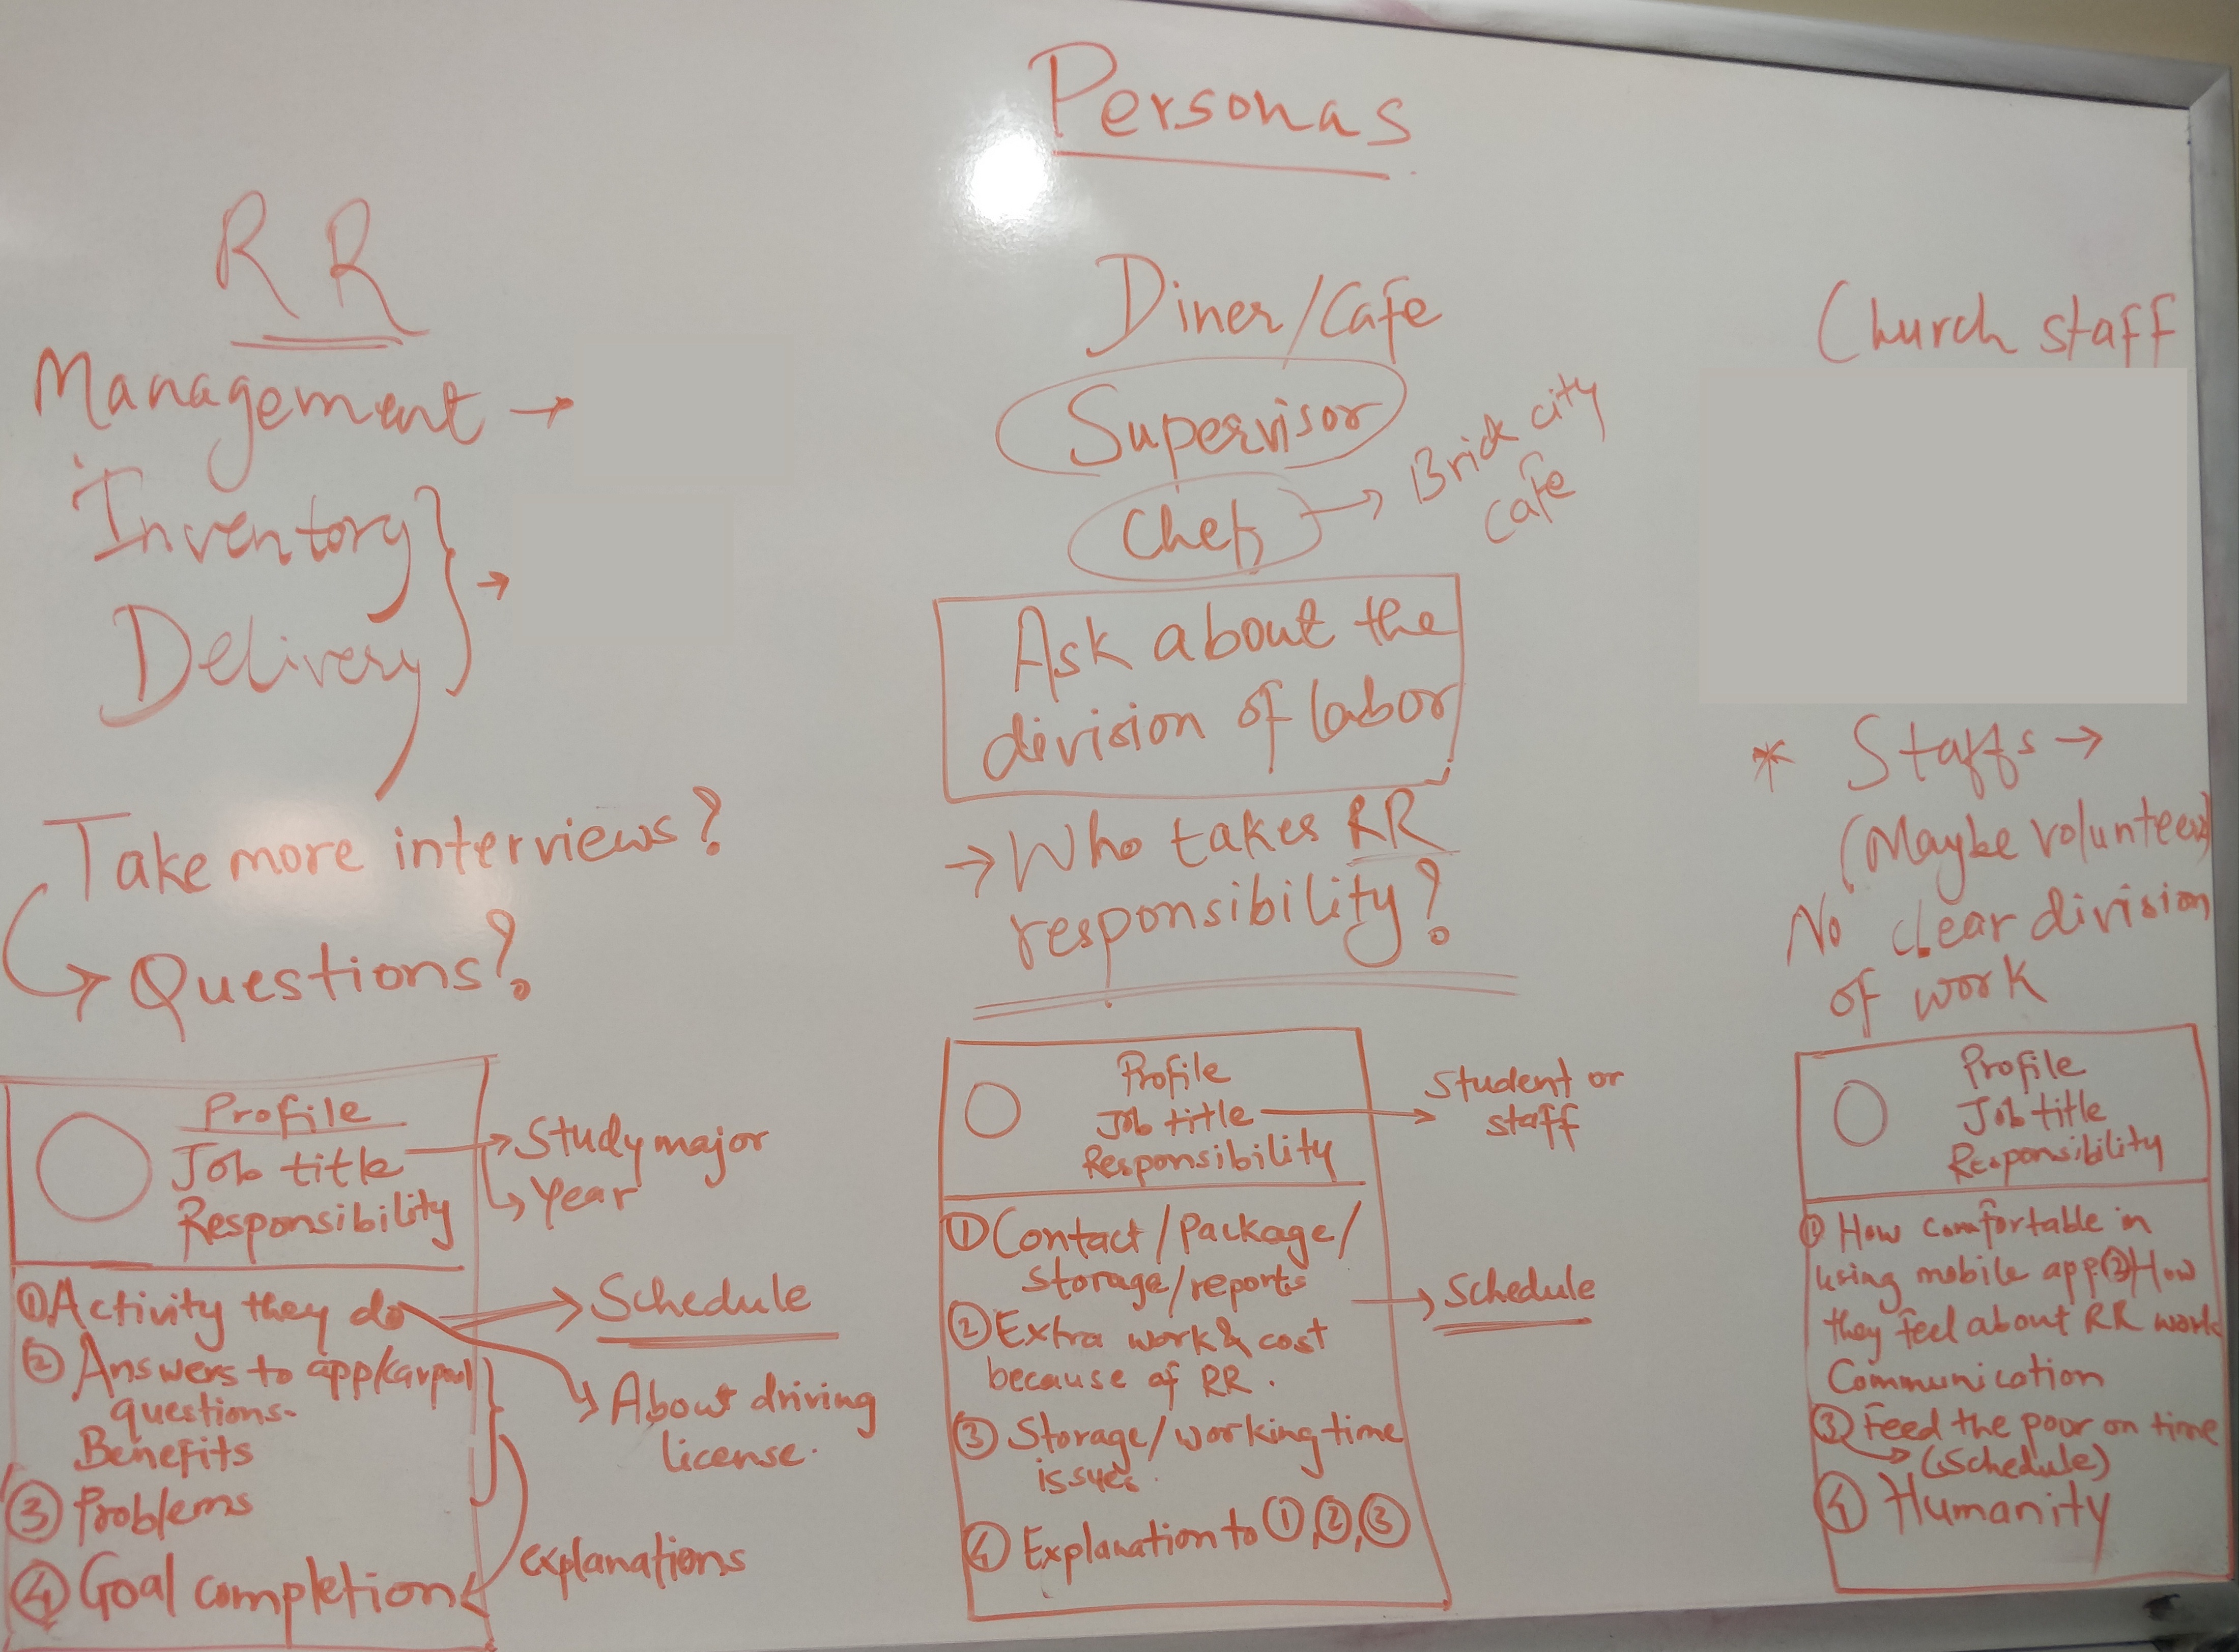 Personas
RR
Management →
Inventory
Delivery
→
Take more interviews?
Questions?
Profile
Job title
Responsibility
→ Study major
↳ Year
①Activity they do
→ Schedule
② Answers to app/carpool
questions.
Benefits
↘ About driving
license.
③ Problems
④ Goal completion
explanations
Diner/Cafe
Supervisor
Chef
→ Brick city
Cafe
Ask about the
division of labor
→ Who takes RR
responsibility?
Profile
Job title
Responsibility
→ Student or
staff
① Contact/Package/
Storage/reports
② Extra work & cost
because of RR.
→ Schedule
③ Storage/working time
issues.
④ Explanation to ①,②,③
Church staff
* Staffs →
(Maybe volunteers)
No clear division
of work
Profile
Job title
Responsibility
① How comfortable in
using mobile app.② How
they feel about RR work
Communication
③ Feed the poor on time
→ (Schedule)
④ Humanity